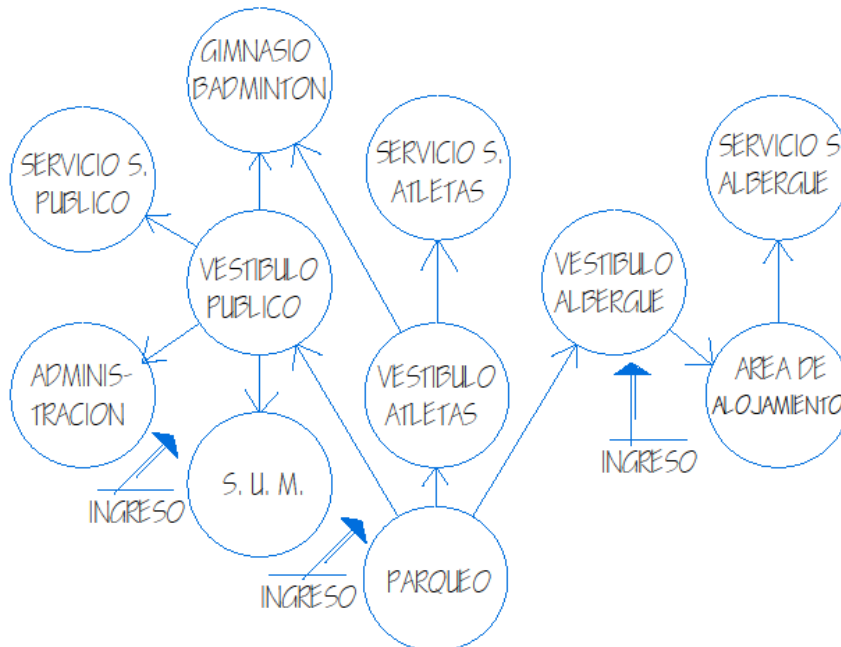 GIMNASIO
BADMINTON
SERVICIO S.
PUBLICO
SERVICIO S.
ATLETAS
SERVICIO S.
ALBERGUE
VESTIBULO
PUBLICO
VESTIBULO
ALBERGUE
ADMINIS-
TRACION
VESTIBULO
ATLETAS
AREA DE
ALOJAMIENTO
INGRESO
S. U. M.
INGRESO
INGRESO
PARQUEO